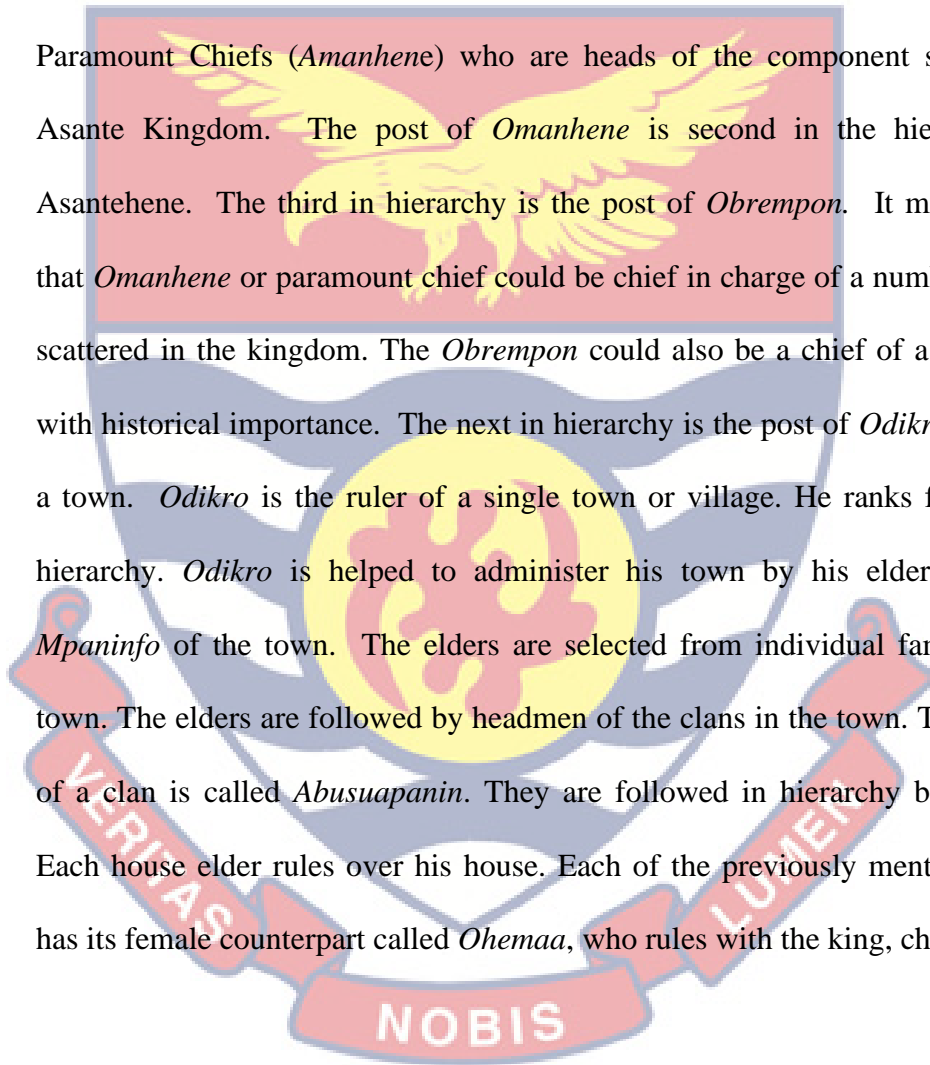 Paramount Chiefs (Amanhene) who are heads of the component s
Asante Kingdom. The post of Omanhene is second in the hie
Asantehene. The third in hierarchy is the post of Obrempon. It m
that Omanhene or paramount chief could be chief in charge of a num
scattered in the kingdom. The Obrempon could also be a chief of a
with historical importance. The next in hierarchy is the post of Odikr
a town. Odikro is the ruler of a single town or village. He ranks f
hierarchy. Odikro is helped to administer his town by his elder
Mpaninfo of the town. The elders are selected from individual fam
town. The elders are followed by headmen of the clans in the town. T
of a clan is called Abusuapanin. They are followed in hierarchy b
Each house elder rules over his house. Each of the previously ment
has its female counterpart called Ohemaa, who rules with the king, ch
VERITAS
NOBIS
LUMEN